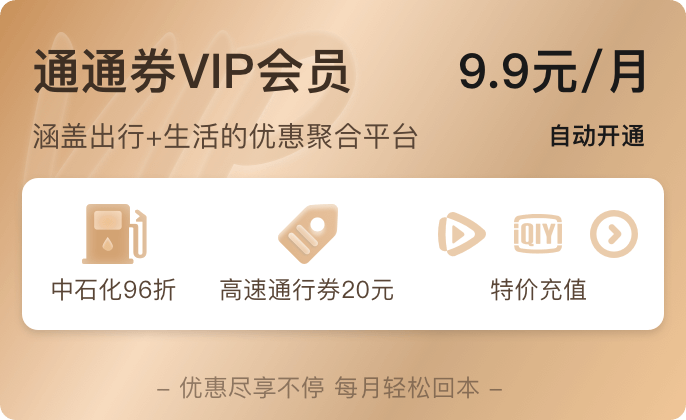 通通券VIP会员 9.9元/月
涵盖出行+生活的优惠聚合平台 自动开通
iQIYI
中石化96折 高速通行券20元 特价充值
– 优惠尽享不停 每月轻松回本 –